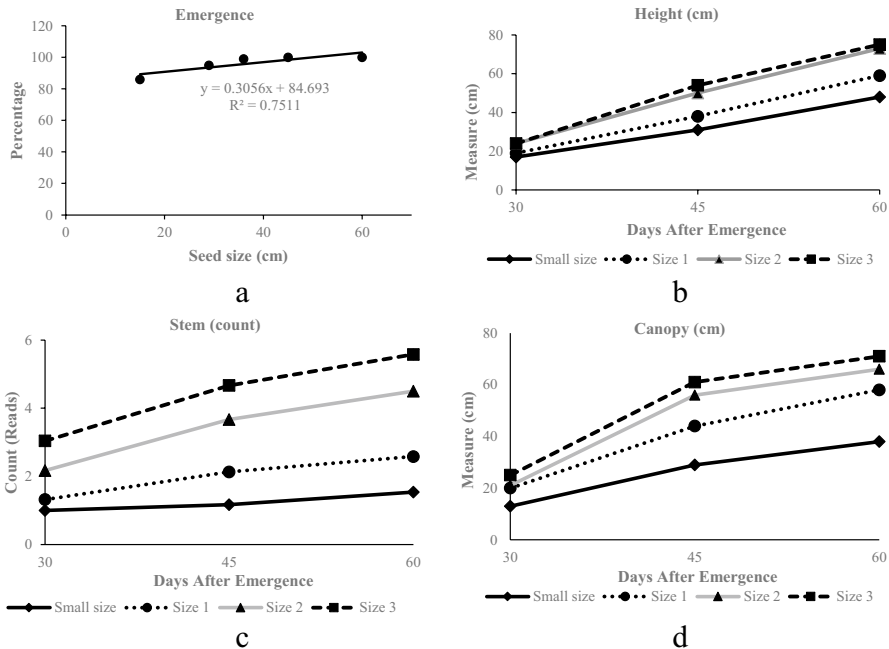 Emergence
120
100
80
60
40
20
0
Percentage
y = 0.3056x + 84.693
R² = 0.7511
0 20 40 60
Seed size (cm)
a
Height (cm)
80
60
40
20
0
Measure (cm)
30 45 60
Days After Emergence
Small size Size 1 Size 2 Size 3
b
Stem (count)
6
4
2
0
Count (Reads)
30 45 60
Days After Emergence
Small size Size 1 Size 2 Size 3
c
Canopy (cm)
80
60
40
20
0
Measure (cm)
30 45 60
Days After Emergence
Small size Size 1 Size 2 Size 3
d